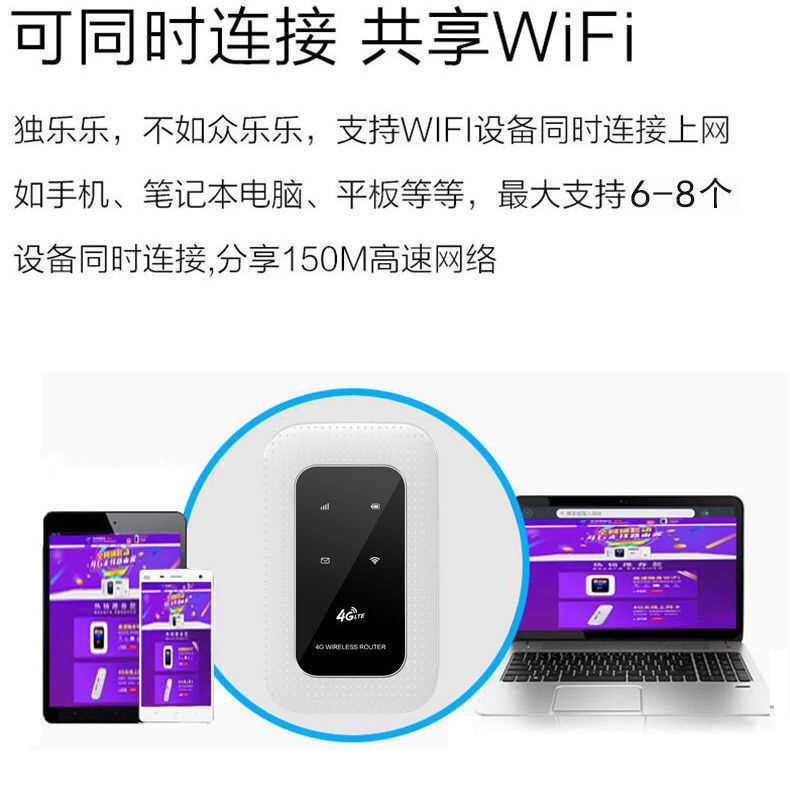 可同时连接 共享WiFi
独乐乐，不如众乐乐，支持WIFI设备同时连接上网
如手机、笔记本电脑、平板等等，最大支持6-8个
设备同时连接,分享150M高速网络
4G LTE
4G WIRELESS ROUTER